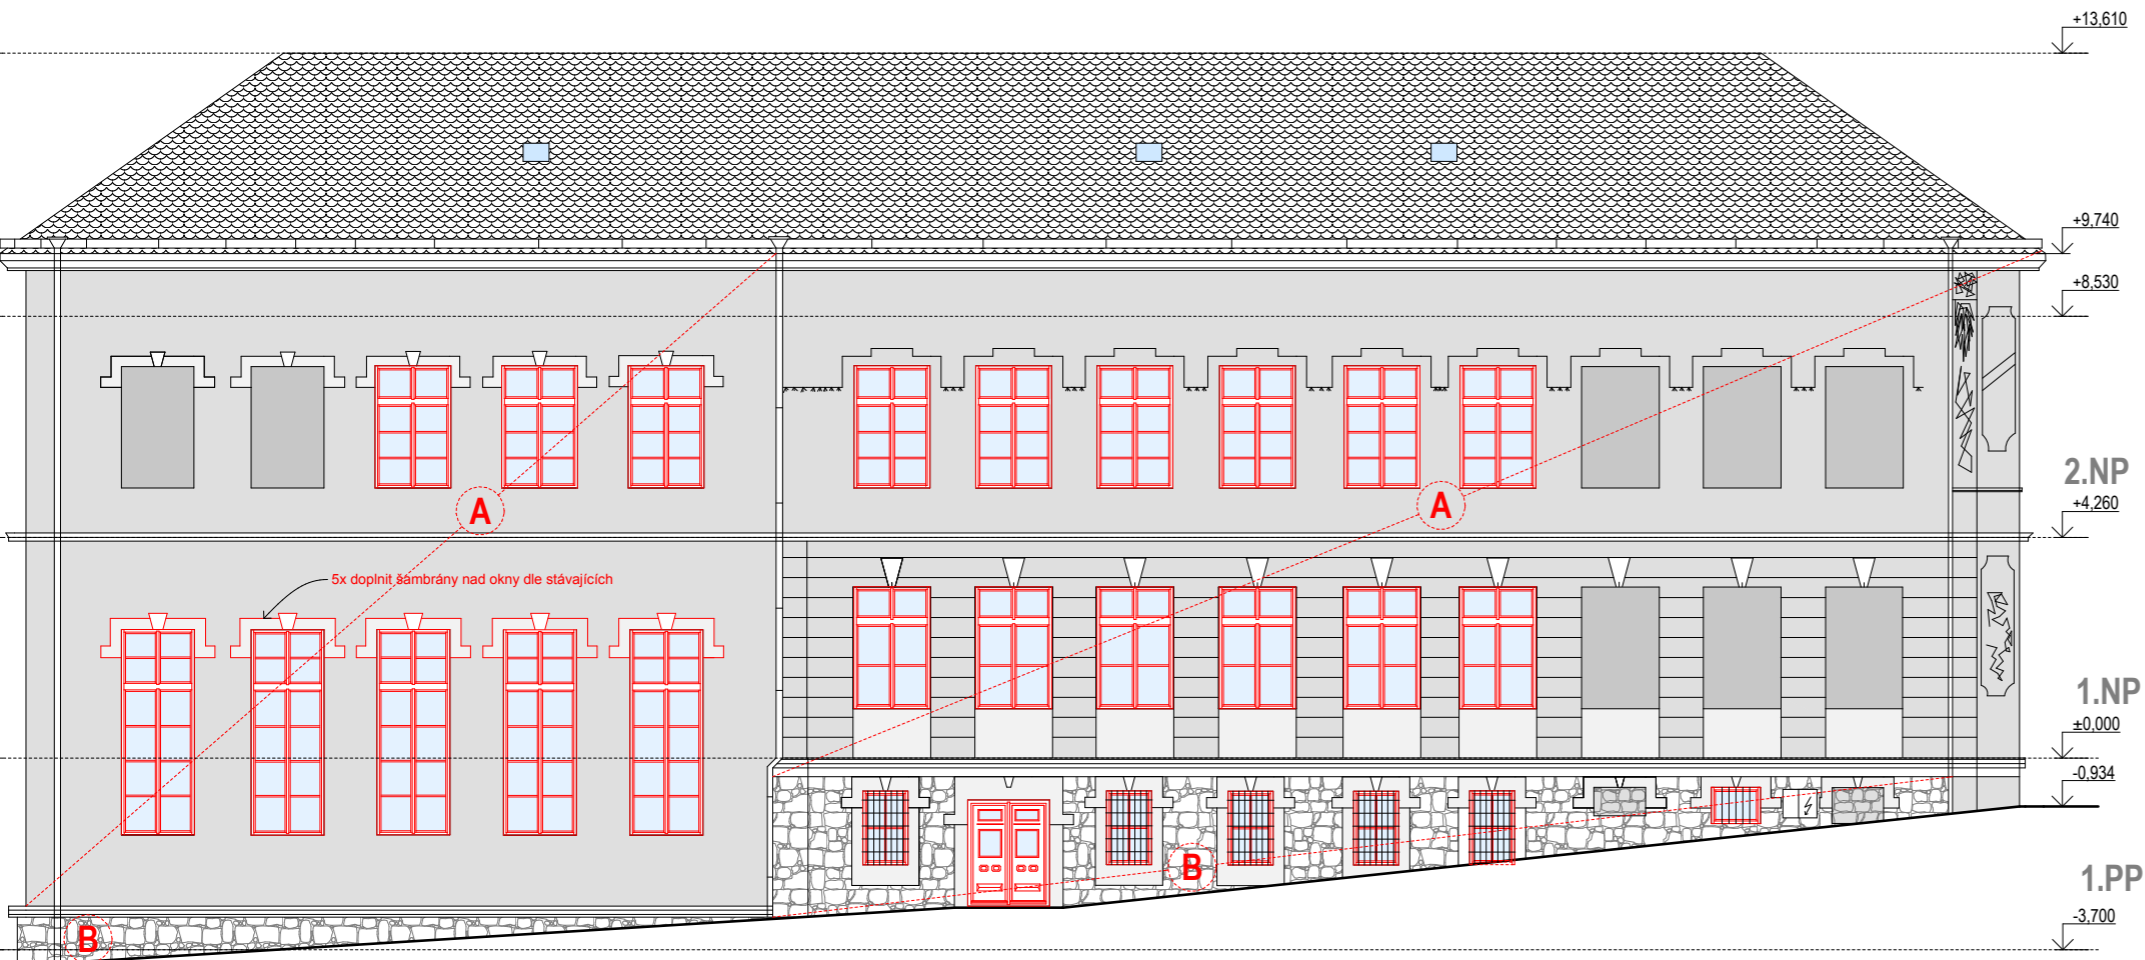 +13,610
+9,740
+8,530
2.NP
+4,260
A
A
5x doplnit šambrány nad okny dle stávajících
1.NP
±0,000
-0,934
B
1.PP
-3,700
B